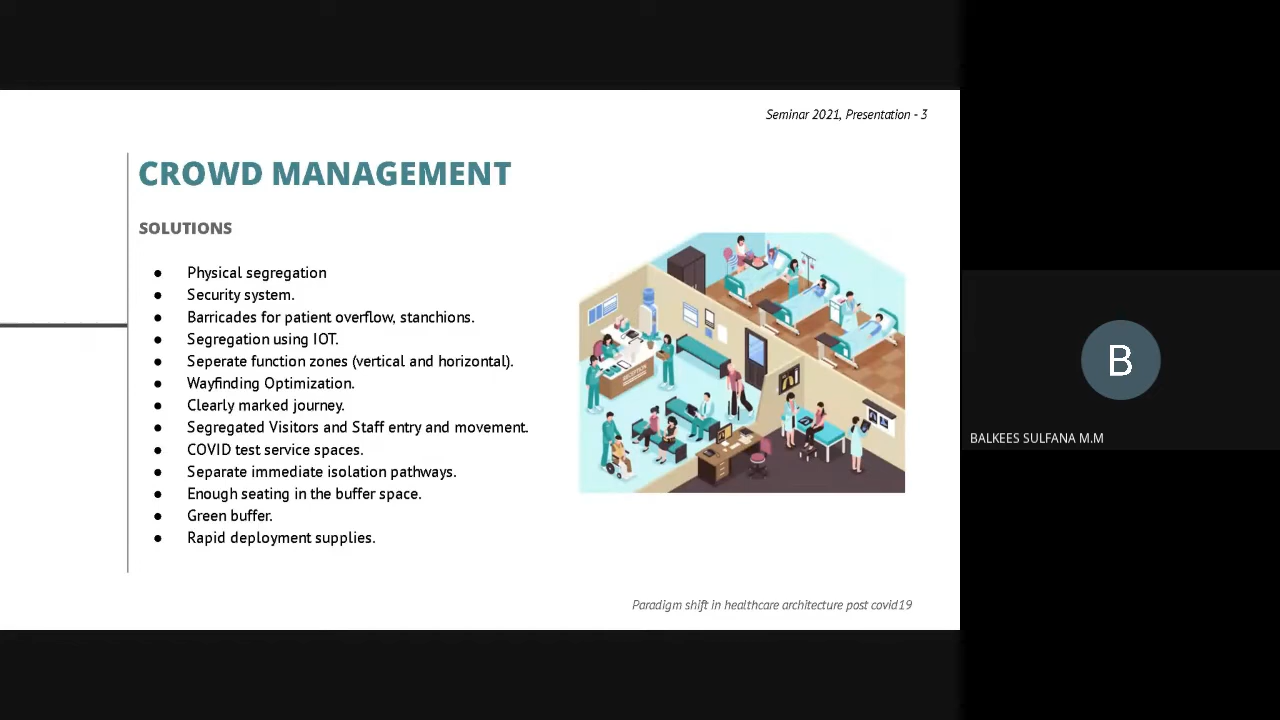 Seminar 2021, Presentation - 3
CROWD MANAGEMENT
SOLUTIONS
● Physical segregation
● Security system.
● Barricades for patient overflow, stanchions.
● Segregation using IOT.
● Seperate function zones (vertical and horizontal).
● Wayfinding Optimization.
● Clearly marked journey.
● Segregated Visitors and Staff entry and movement.
● COVID test service spaces.
● Separate immediate isolation pathways.
● Enough seating in the buffer space.
● Green buffer.
● Rapid deployment supplies.
RECEPTION
Paradigm shift in healthcare architecture post covid19
B
BALKEES SULFANA M.M